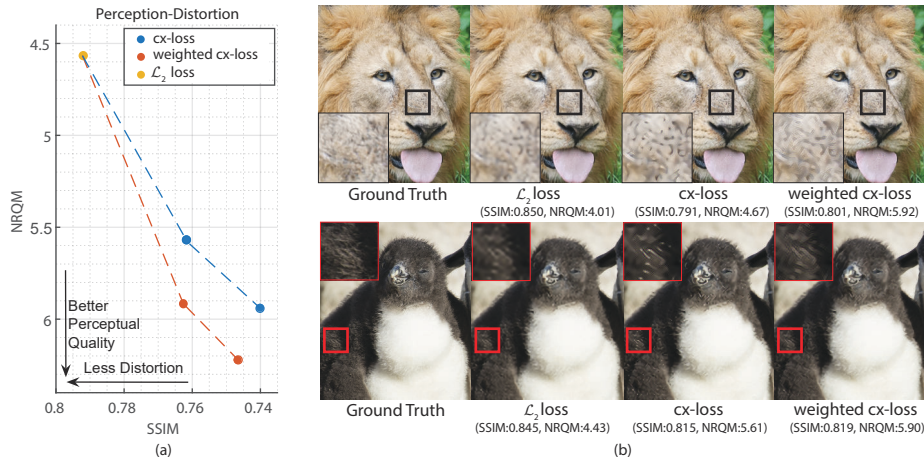 Perception-Distortion
cx-loss
weighted cx-loss
ℒ2 loss
4.5
5
5.5
6
NRQM
Better
Perceptual
Quality
Less Distortion
0.8
0.78
0.76
0.74
SSIM
(a)
Ground Truth
ℒ2 loss
(SSIM:0.850, NRQM:4.01)
cx-loss
(SSIM:0.791, NRQM:4.67)
weighted cx-loss
(SSIM:0.801, NRQM:5.92)
Ground Truth
ℒ2 loss
(SSIM:0.845, NRQM:4.43)
cx-loss
(SSIM:0.815, NRQM:5.61)
weighted cx-loss
(SSIM:0.819, NRQM:5.90)
(b)